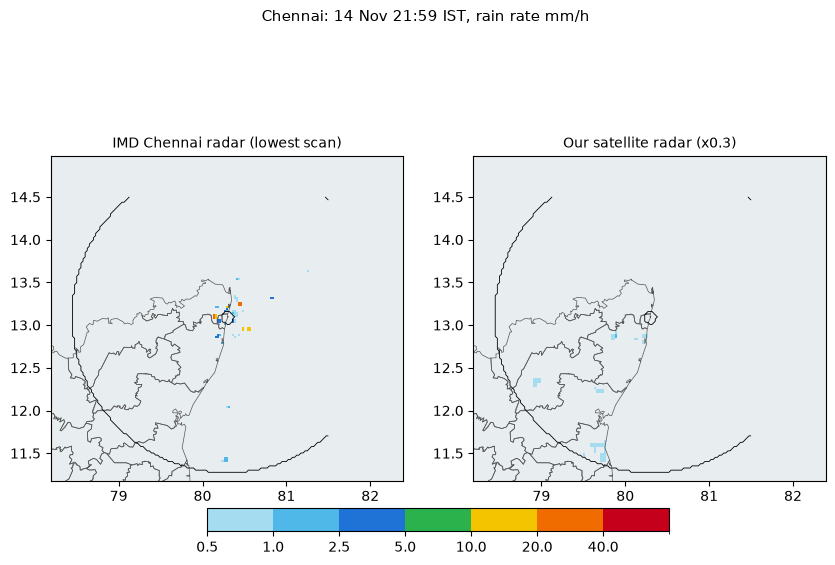 Chennai: 14 Nov 21:59 IST, rain rate mm/h
IMD Chennai radar (lowest scan)
14.5
14.0
13.5
13.0
12.5
12.0
11.5
79 80 81 82
Our satellite radar (x0.3)
14.5
14.0
13.5
13.0
12.5
12.0
11.5
79 80 81 82
0.5 1.0 2.5 5.0 10.0 20.0 40.0